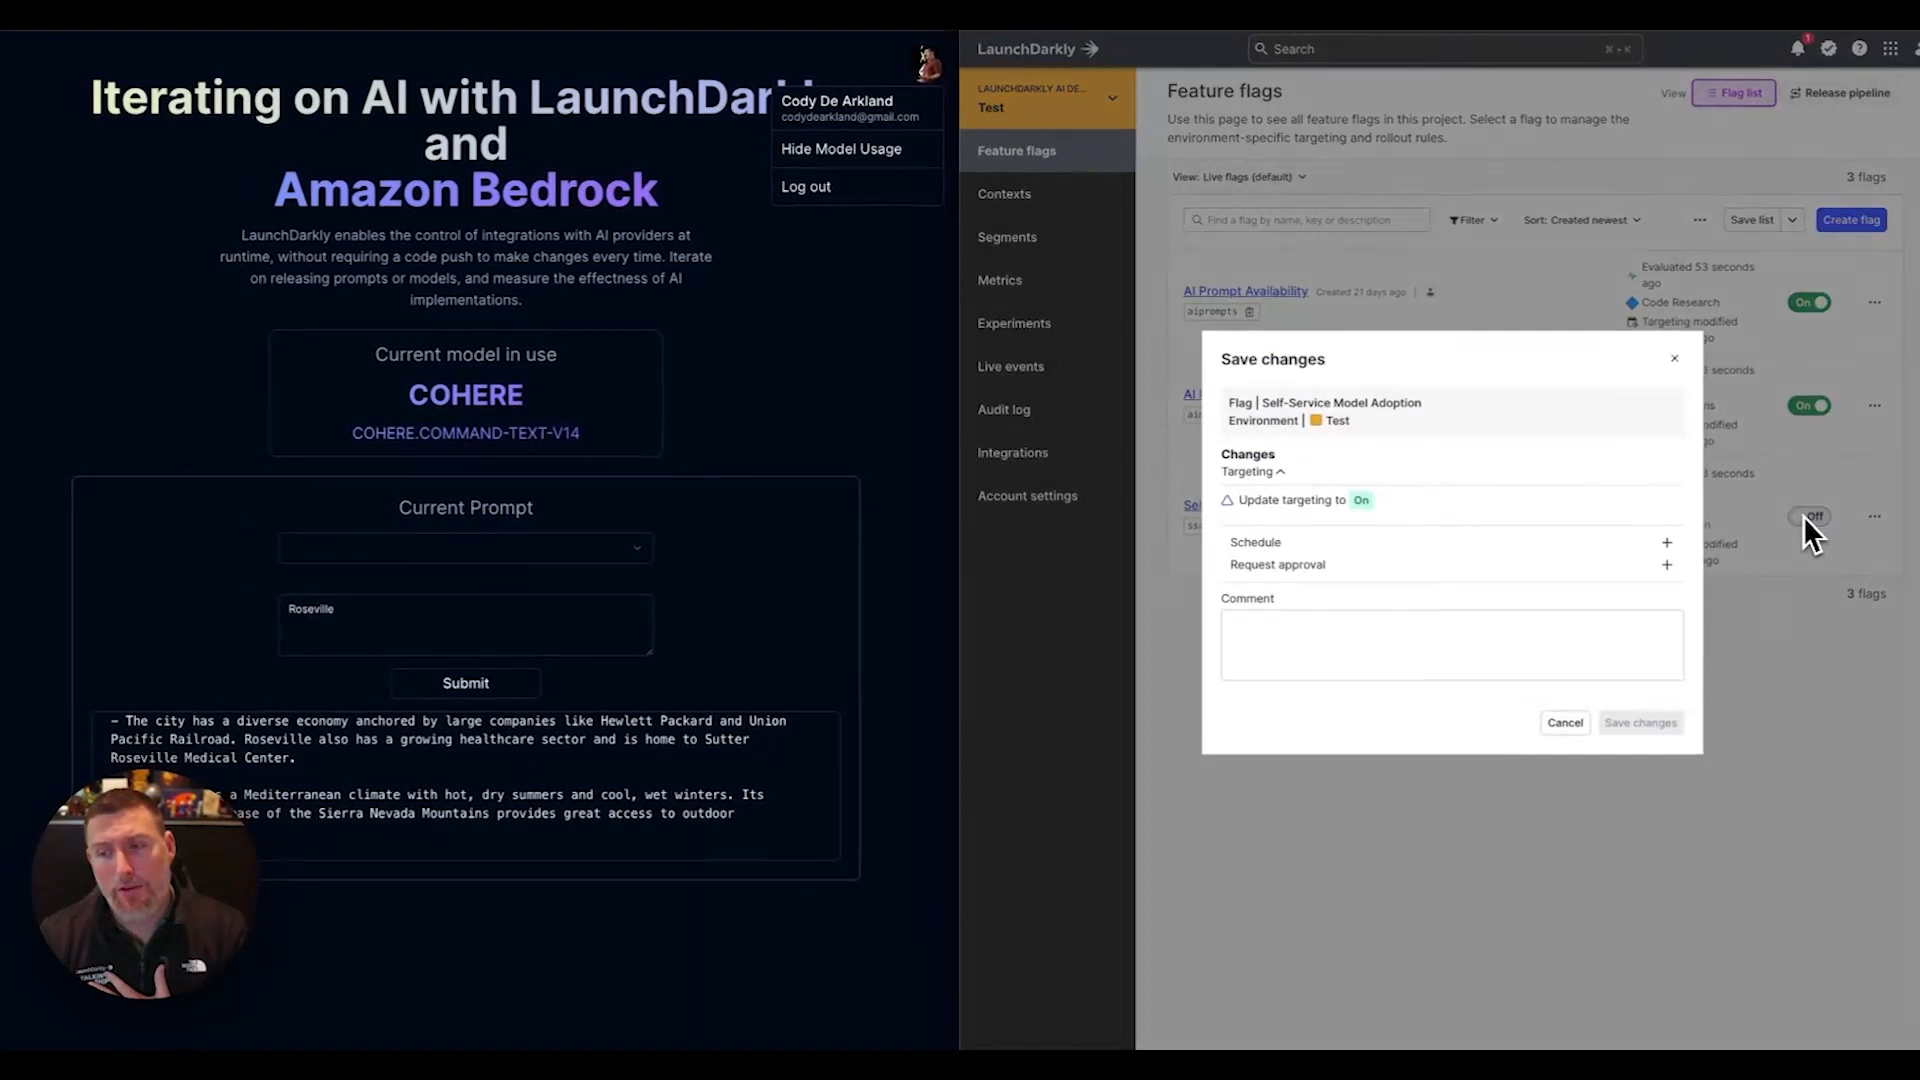 Iterating on AI with LaunchDarkly
and
Amazon Bedrock
Cody De Arkland
codydearkland@gmail.com
Hide Model Usage
Log out
LaunchDarkly enables the control of integrations with AI providers at
runtime, without requiring a code push to make changes every time. Iterate
on releasing prompts or models, and measure the effectness of AI
implementations.
Current model in use
COHERE
COHERE.COMMAND-TEXT-V14
Current Prompt
Roseville
Submit
– The city has a diverse economy anchored by large companies like Hewlett Packard and Union
Pacific Railroad. Roseville also has a growing healthcare sector and is home to Sutter
Roseville Medical Center.
a Mediterranean climate with hot, dry summers and cool, wet winters. Its
of the Sierra Nevada Mountains provides great access to outdoor
LaunchDarkly
Search
⌘ + K
1
LAUNCHDARKLY AI DE...
Test
Feature flags
Contexts
Segments
Metrics
Experiments
Live events
Audit log
Integrations
Account settings
Feature flags
View
Flag list
Release pipeline
Use this page to see all feature flags in this project. Select a flag to manage the
environment-specific targeting and rollout rules.
View: Live flags (default)
3 flags
Find a flag by name, key or description
Filter
Sort: Created newest
Save list
Create flag
AI Prompt Availability
Created 21 days ago
aiprompts
Evaluated 53 seconds
ago
Code Research
Targeting modified
On
On
Off
3 flags
Save changes
Flag | Self-Service Model Adoption
Environment | Test
Changes
Targeting
Update targeting to On
Schedule
Request approval
Comment
Cancel
Save changes